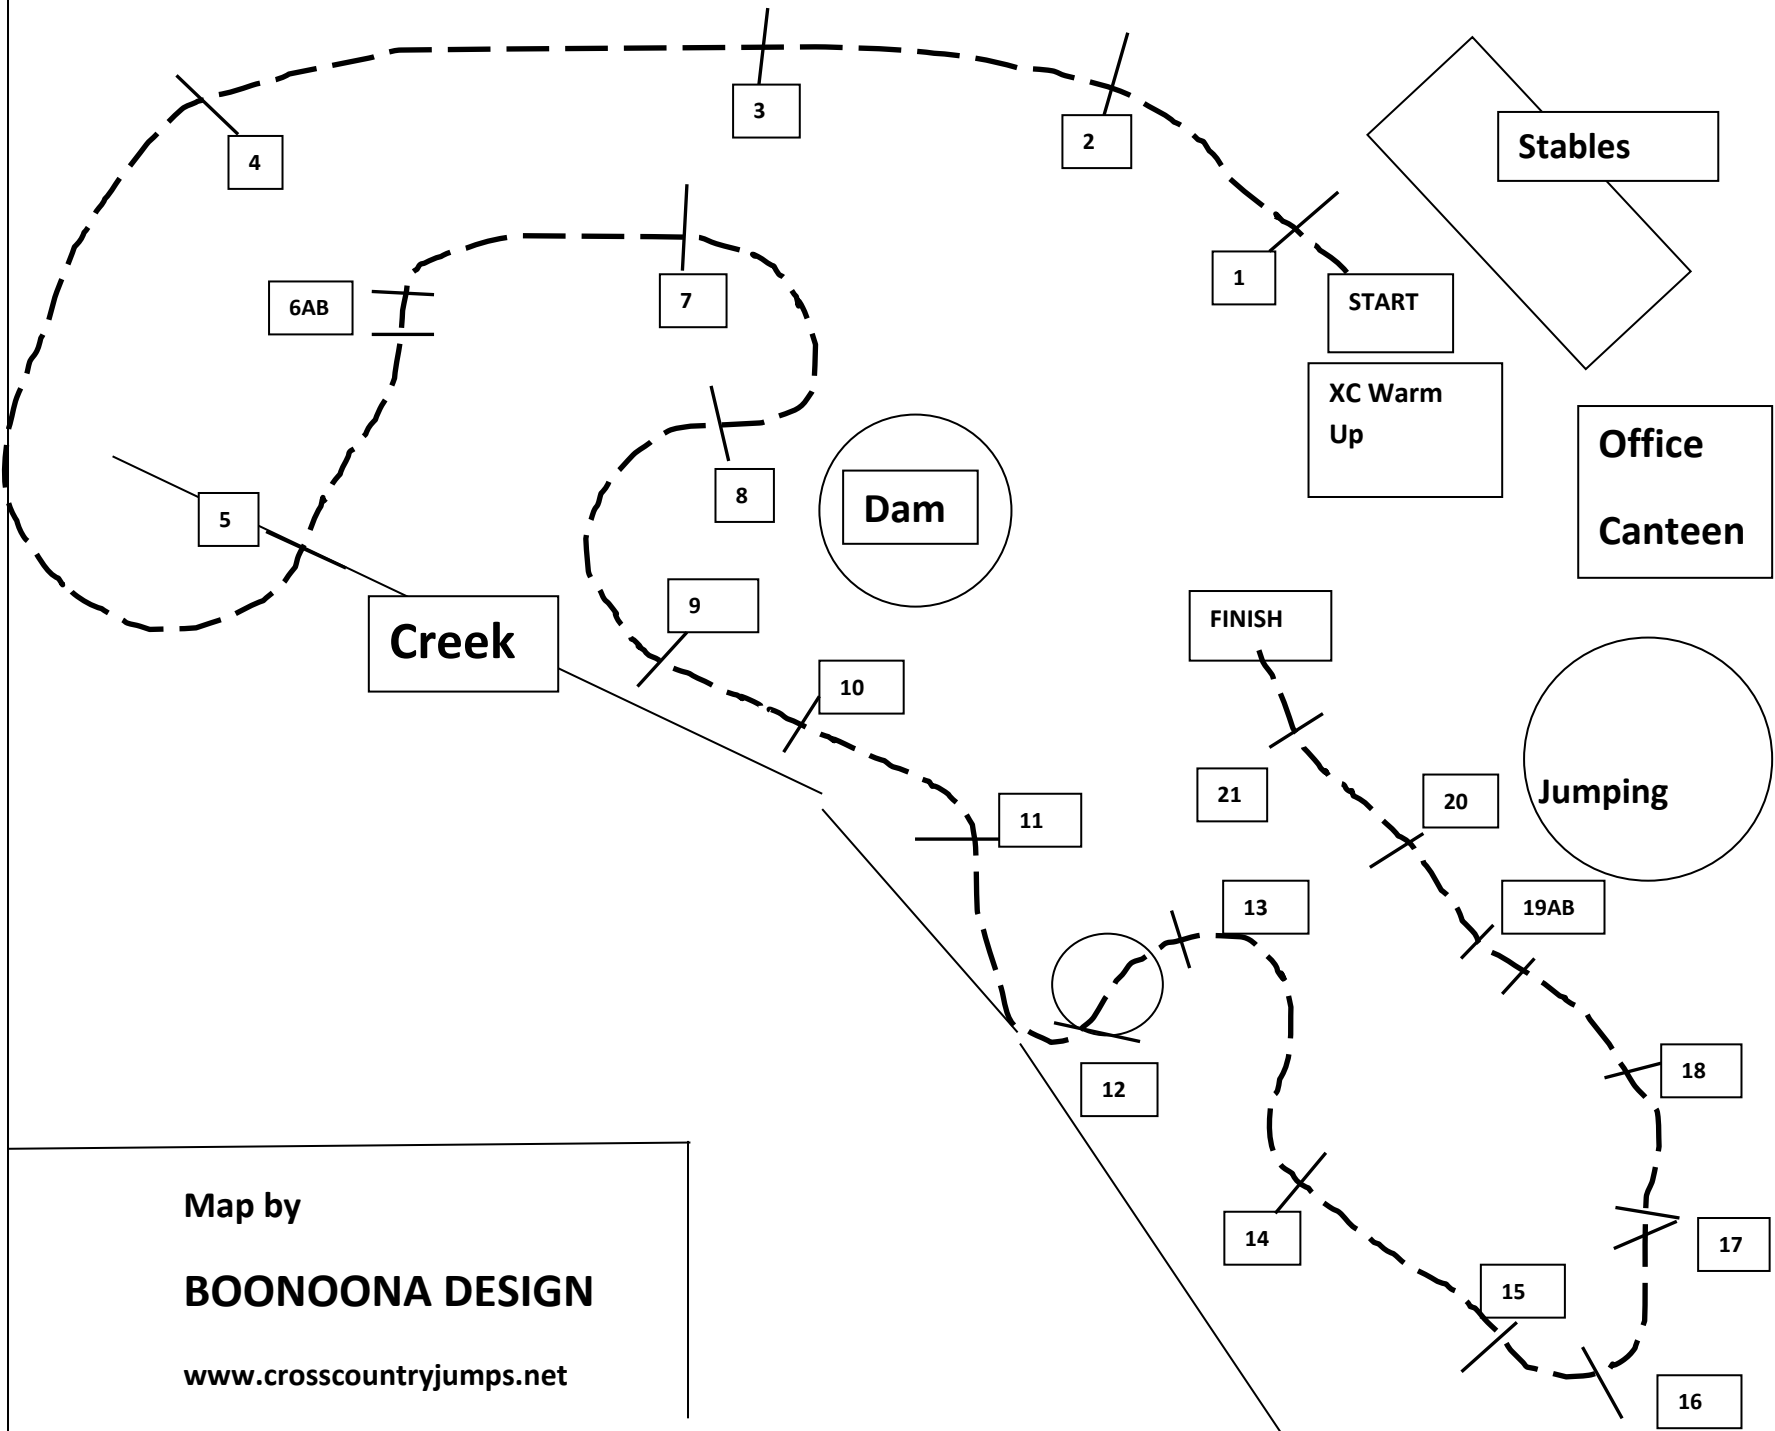 3
2
Stables
4
1
START
6AB
7
XC Warm
Up
Office
Canteen
5
8
Dam
9
Creek
FINISH
10
Jumping
21
20
11
13
19AB
12
18
14
17
15
16
Map by
BOONOONA DESIGN
www.crosscountryjumps.net